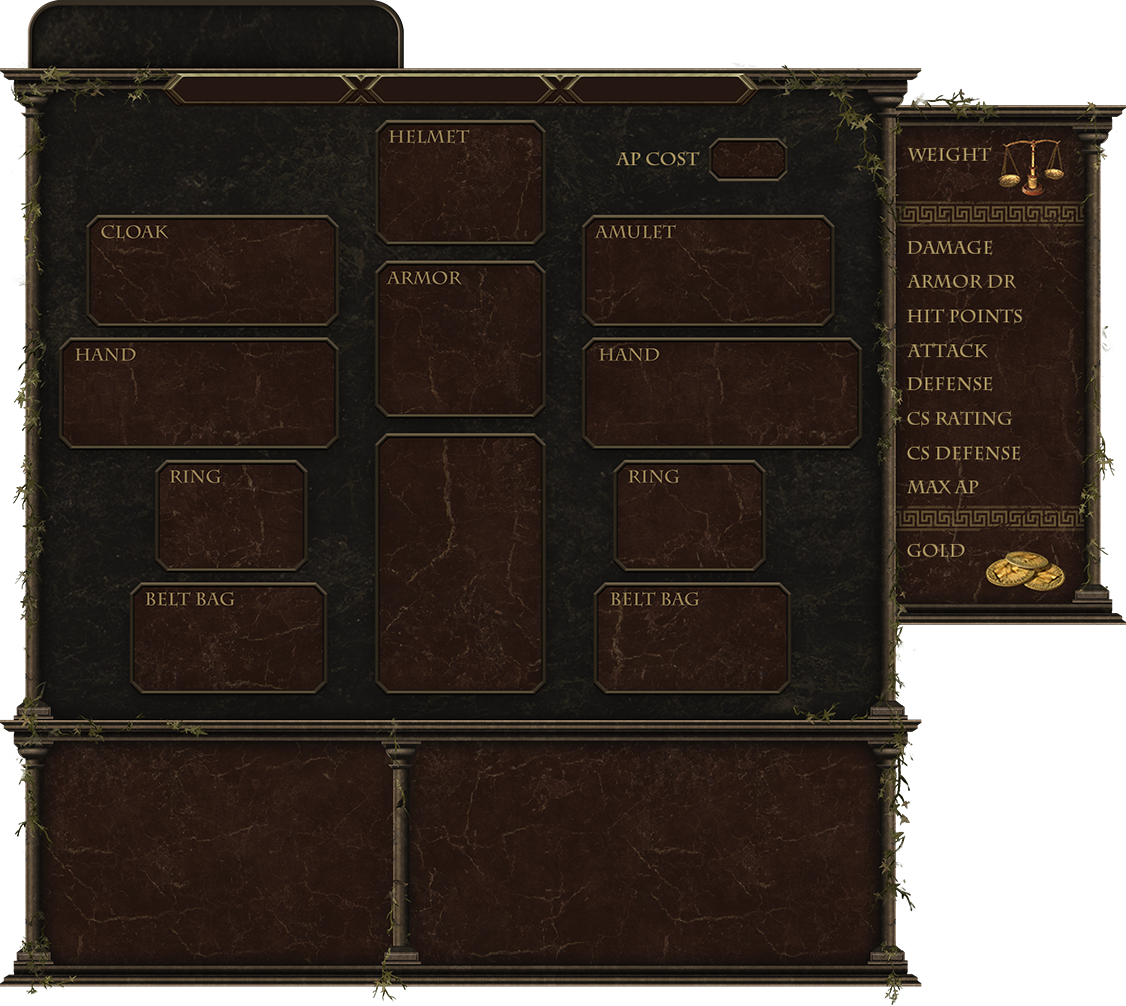 HELMET
AP COST
CLOAK
AMULET
ARMOR
HAND
HAND
RING
RING
BELT BAG
BELT BAG
WEIGHT
DAMAGE
ARMOR DR
HIT POINTS
ATTACK
DEFENSE
CS RATING
CS DEFENSE
MAX AP
GOLD